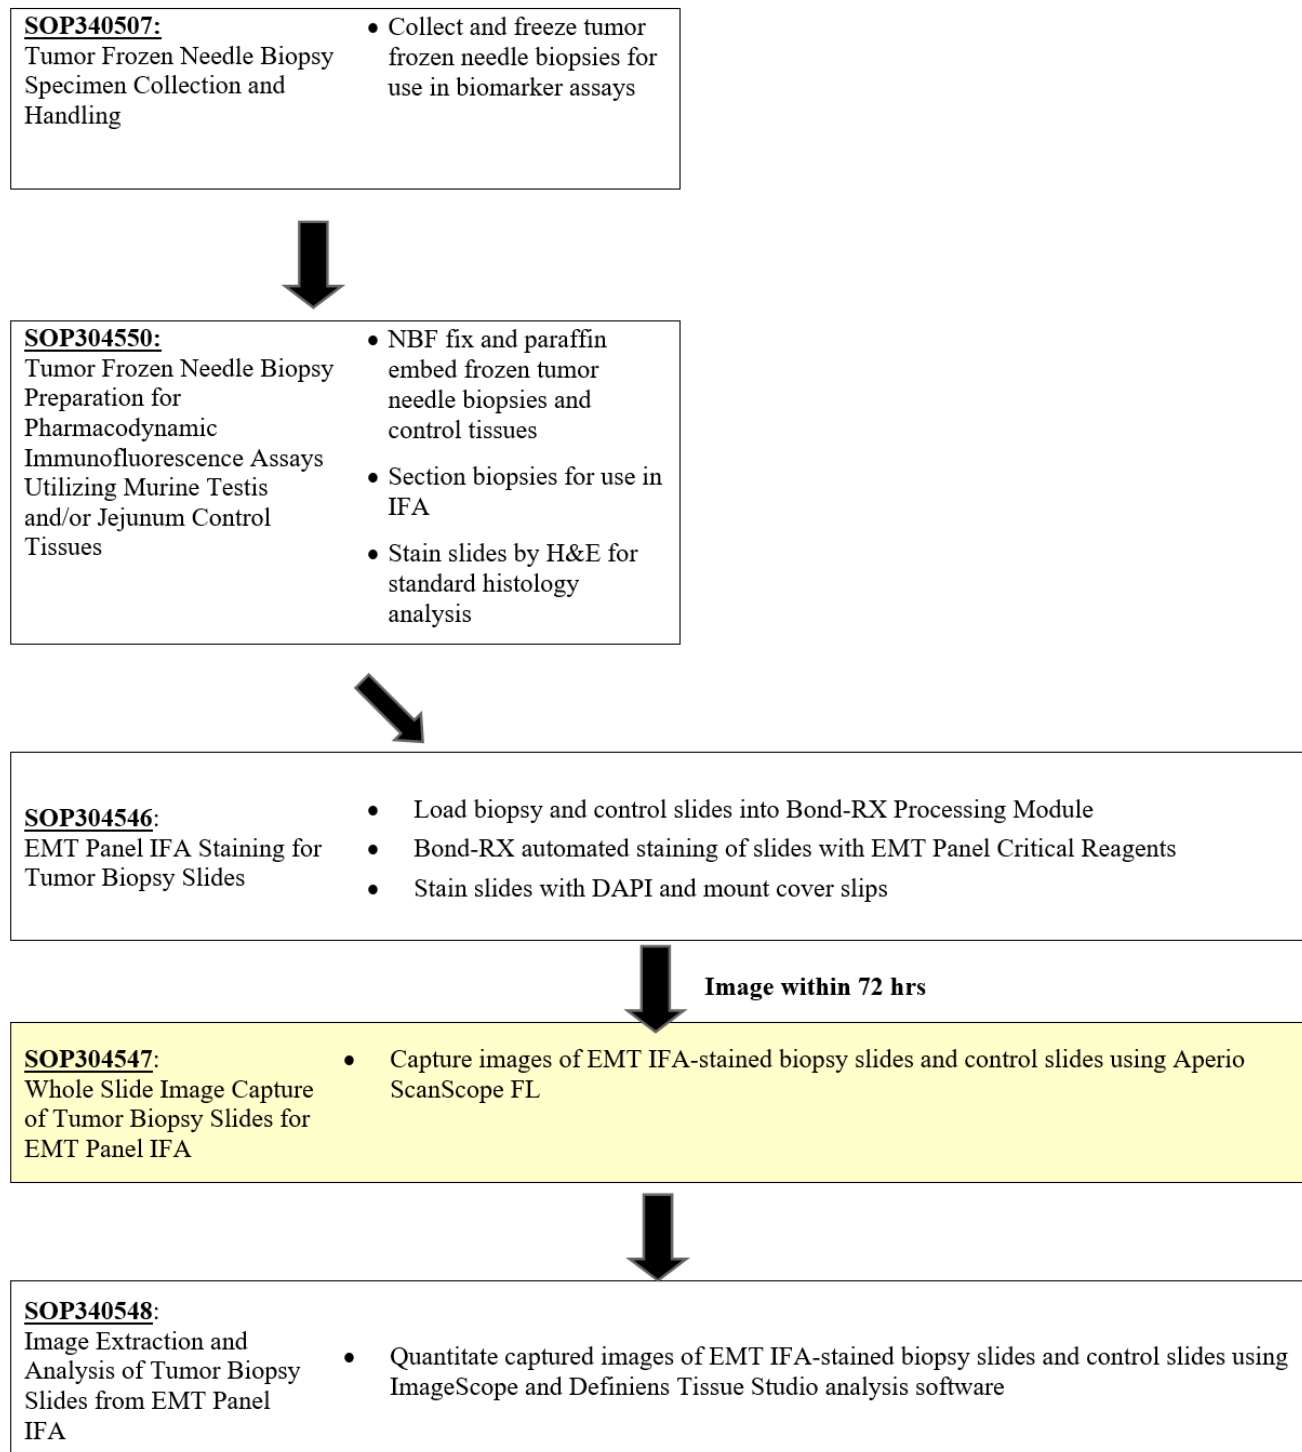 SOP340507:
Tumor Frozen Needle Biopsy
Specimen Collection and
Handling
• Collect and freeze tumor
frozen needle biopsies for
use in biomarker assays
SOP304550:
Tumor Frozen Needle Biopsy
Preparation for
Pharmacodynamic
Immunofluorescence Assays
Utilizing Murine Testis
and/or Jejunum Control
Tissues
• NBF fix and paraffin
embed frozen tumor
needle biopsies and
control tissues
• Section biopsies for use in
IFA
• Stain slides by H&E for
standard histology
analysis
SOP304546:
EMT Panel IFA Staining for
Tumor Biopsy Slides
• Load biopsy and control slides into Bond-RX Processing Module
• Bond-RX automated staining of slides with EMT Panel Critical Reagents
• Stain slides with DAPI and mount cover slips
Image within 72 hrs
SOP304547:
Whole Slide Image Capture
of Tumor Biopsy Slides for
EMT Panel IFA
• Capture images of EMT IFA-stained biopsy slides and control slides using Aperio
ScanScope FL
SOP340548:
Image Extraction and
Analysis of Tumor Biopsy
Slides from EMT Panel
IFA
• Quantitate captured images of EMT IFA-stained biopsy slides and control slides using
ImageScope and Definiens Tissue Studio analysis software